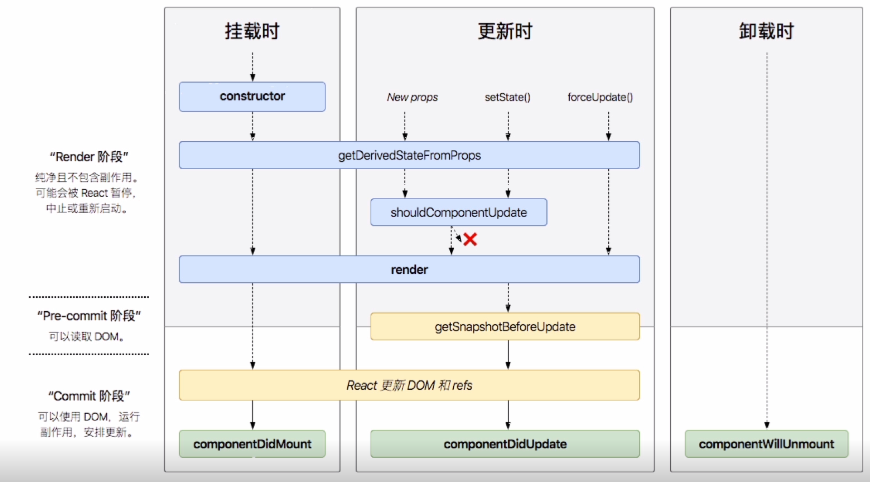 挂载时
更新时
卸载时
constructor
New props
setState()
forceUpdate()
getDerivedStateFromProps
“Render 阶段”
纯净且不包含副作用。
可能会被 React 暂停，
中止或重新启动。
shouldComponentUpdate
render
“Pre-commit 阶段”
可以读取 DOM。
getSnapshotBeforeUpdate
React 更新 DOM 和 refs
“Commit 阶段”
可以使用 DOM，运行
副作用，安排更新。
componentDidMount
componentDidUpdate
componentWillUnmount